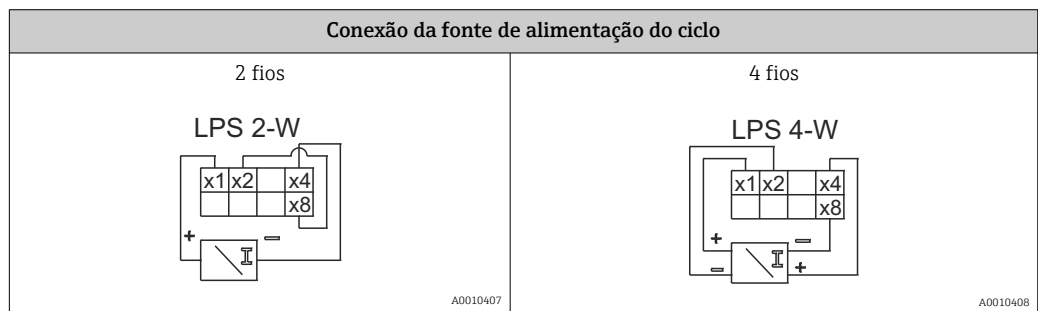 Conexão da fonte de alimentação do ciclo
2 fios
4 fios
LPS 2-W
x1 x2 x4
x8
+ −
I
A0010407
LPS 4-W
x1 x2 x4
x8
+ −
− I +
A0010408